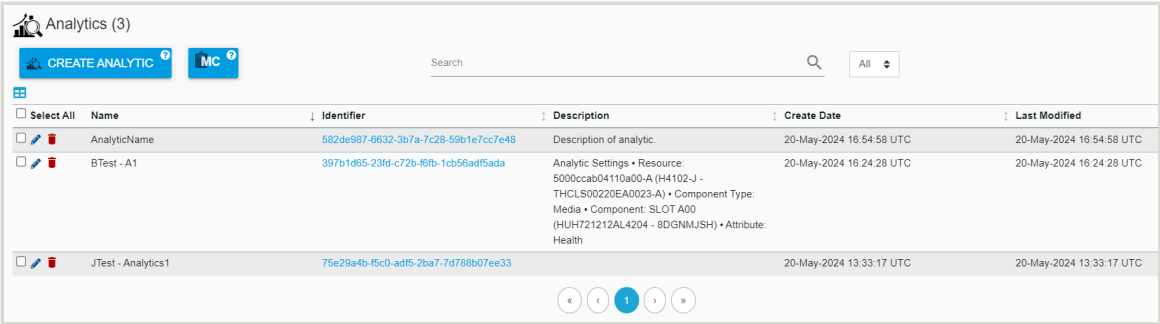 Analytics (3)
CREATE ANALYTIC ? MC ? Search All
Select All Name ↓ Identifier Description Create Date Last Modified
AnalyticName 582de987-6632-3b7a-7c28-59b1e7cc7e48 Description of analytic. 20-May-2024 16:54:58 UTC 20-May-2024 16:54:58 UTC
BTest - A1 397b1d65-23fd-c72b-f6fb-1cb56adf5ada Analytic Settings • Resource: 20-May-2024 16:24:28 UTC 20-May-2024 16:24:28 UTC
5000ccab04110a00-A (H4102-J -
THCLS00220EA0023-A) • Component Type:
Media • Component: SLOT A00
(HUH721212AL4204 - 8DGNMJSH) • Attribute:
Health
JTest - Analytics1 75e29a4b-f5c0-adf5-2ba7-7d788b07ee33 20-May-2024 13:33:17 UTC 20-May-2024 13:33:17 UTC
« ‹ 1 › »